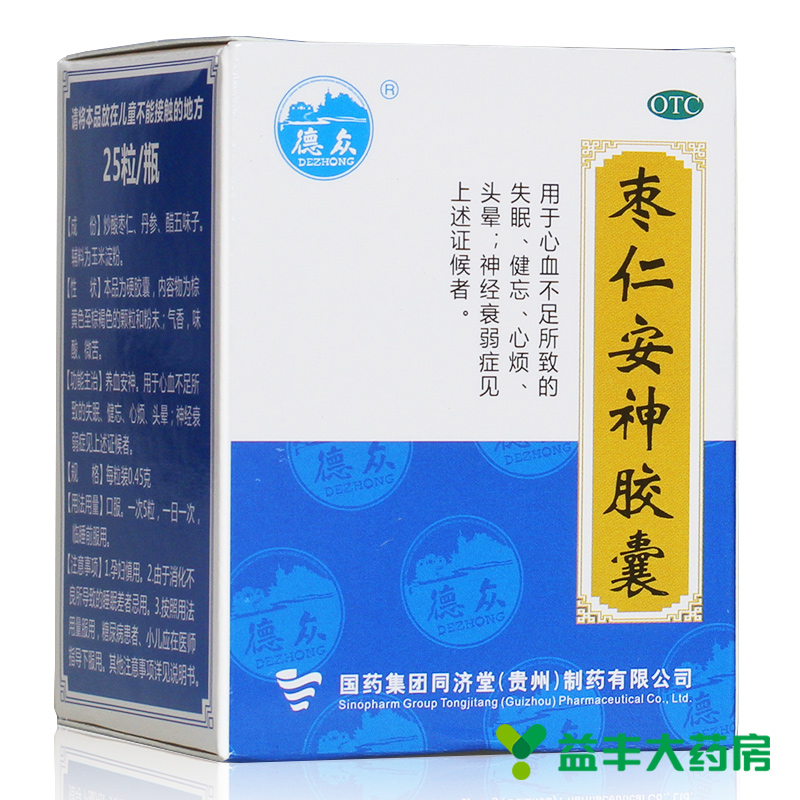 请将本品放在儿童不能接触的地方
25粒/瓶
【成 份】炒酸枣仁、丹参、醋五味子。
辅料为玉米淀粉。
【性 状】本品为硬胶囊，内容物为棕
黄色至棕褐色的颗粒和粉末；气香，味
酸、微苦。
【功能主治】养血安神。用于心血不足所
致的失眠、健忘、心烦、头晕；神经衰
弱症见上述证候者。
【规 格】每粒装0.45克
【用法用量】口服。一次5粒，一日一次，
临睡前服用。
【注意事项】1.孕妇慎用。2.由于消化不
良所导致的睡眠差者忌用。3.按照用法
用量服用，糖尿病患者、小儿应在医师
指导下服用。其他注意事项详见说明书。
德众
DEZHONG
®
OTC
枣仁安神胶囊
用于心血不足所致的
失眠、健忘、心烦、
头晕；神经衰弱症见
上述证候者。
德众
德众
德众
国药集团同济堂（贵州）制药有限公司
Sinopharm Group Tongjitang (Guizhou) Pharmaceutical Co., Ltd.
益丰大药房